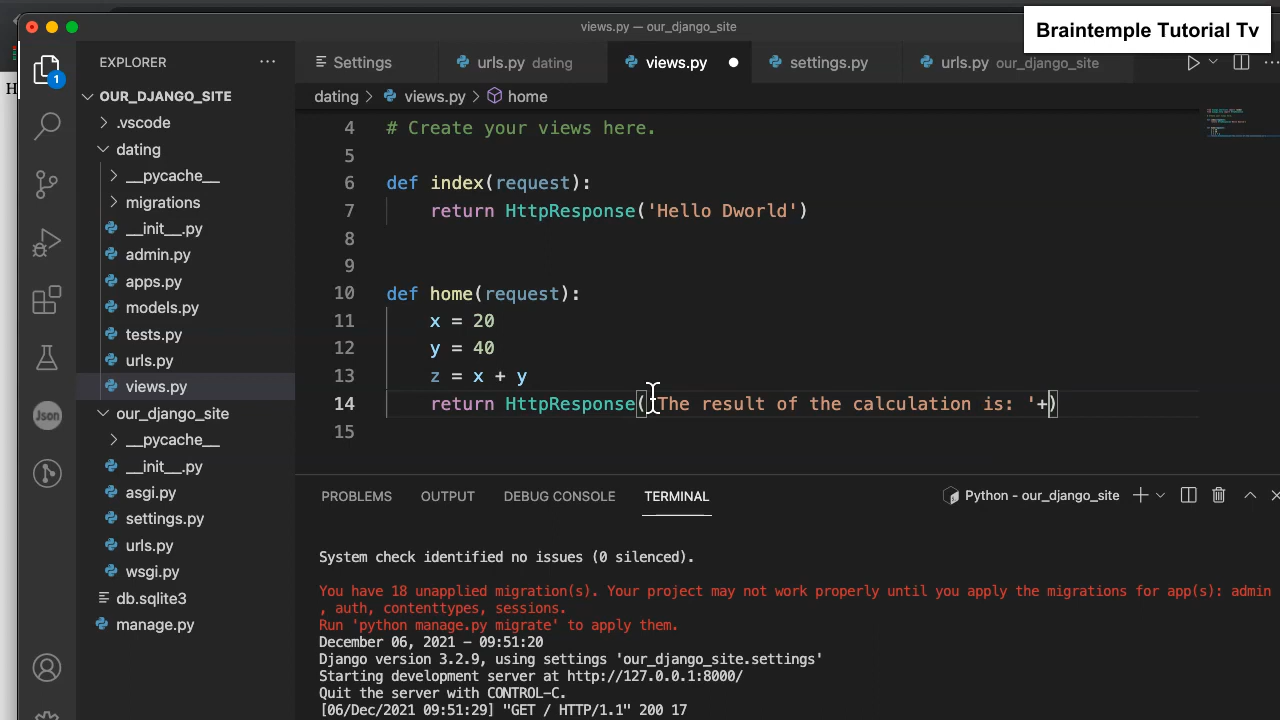 views.py — our_django_site
Braintemple Tutorial Tv
1
H
EXPLORER
OUR_DJANGO_SITE
.vscode
dating
__pycache__
migrations
__init__.py
admin.py
apps.py
models.py
tests.py
urls.py
views.py
our_django_site
__pycache__
__init__.py
asgi.py
settings.py
urls.py
wsgi.py
db.sqlite3
manage.py
Json
Settings
urls.py dating
views.py
settings.py
urls.py our_django_site
dating > views.py > home
4 # Create your views here.
5
6 def index(request):
7 return HttpResponse('Hello Dworld')
8
9
10 def home(request):
11 x = 20
12 y = 40
13 z = x + y
14 return HttpResponse('The result of the calculation is: '+)
15
PROBLEMS OUTPUT DEBUG CONSOLE TERMINAL
Python - our_django_site
System check identified no issues (0 silenced).
You have 18 unapplied migration(s). Your project may not work properly until you apply the migrations for app(s): admin
, auth, contenttypes, sessions.
Run 'python manage.py migrate' to apply them.
December 06, 2021 - 09:51:20
Django version 3.2.9, using settings 'our_django_site.settings'
Starting development server at http://127.0.0.1:8000/
Quit the server with CONTROL-C.
[06/Dec/2021 09:51:29] "GET / HTTP/1.1" 200 17